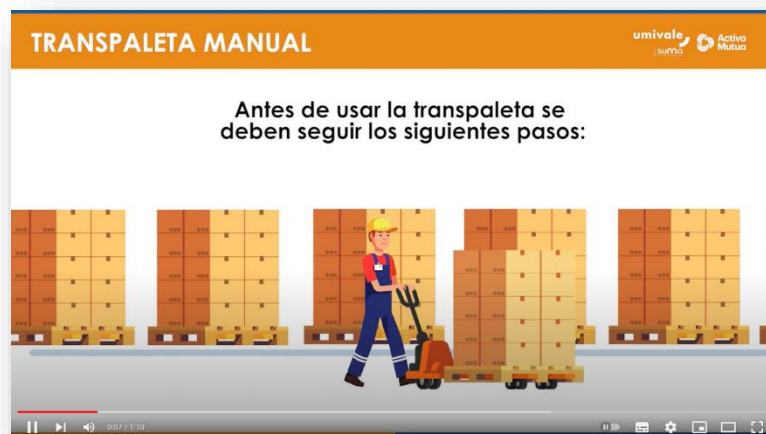 TRANSPALETA MANUAL
umivale
suma
Activa
Mutua
Antes de usar la transpaleta se
deben seguir los siguientes pasos:
0:07 / 1:10